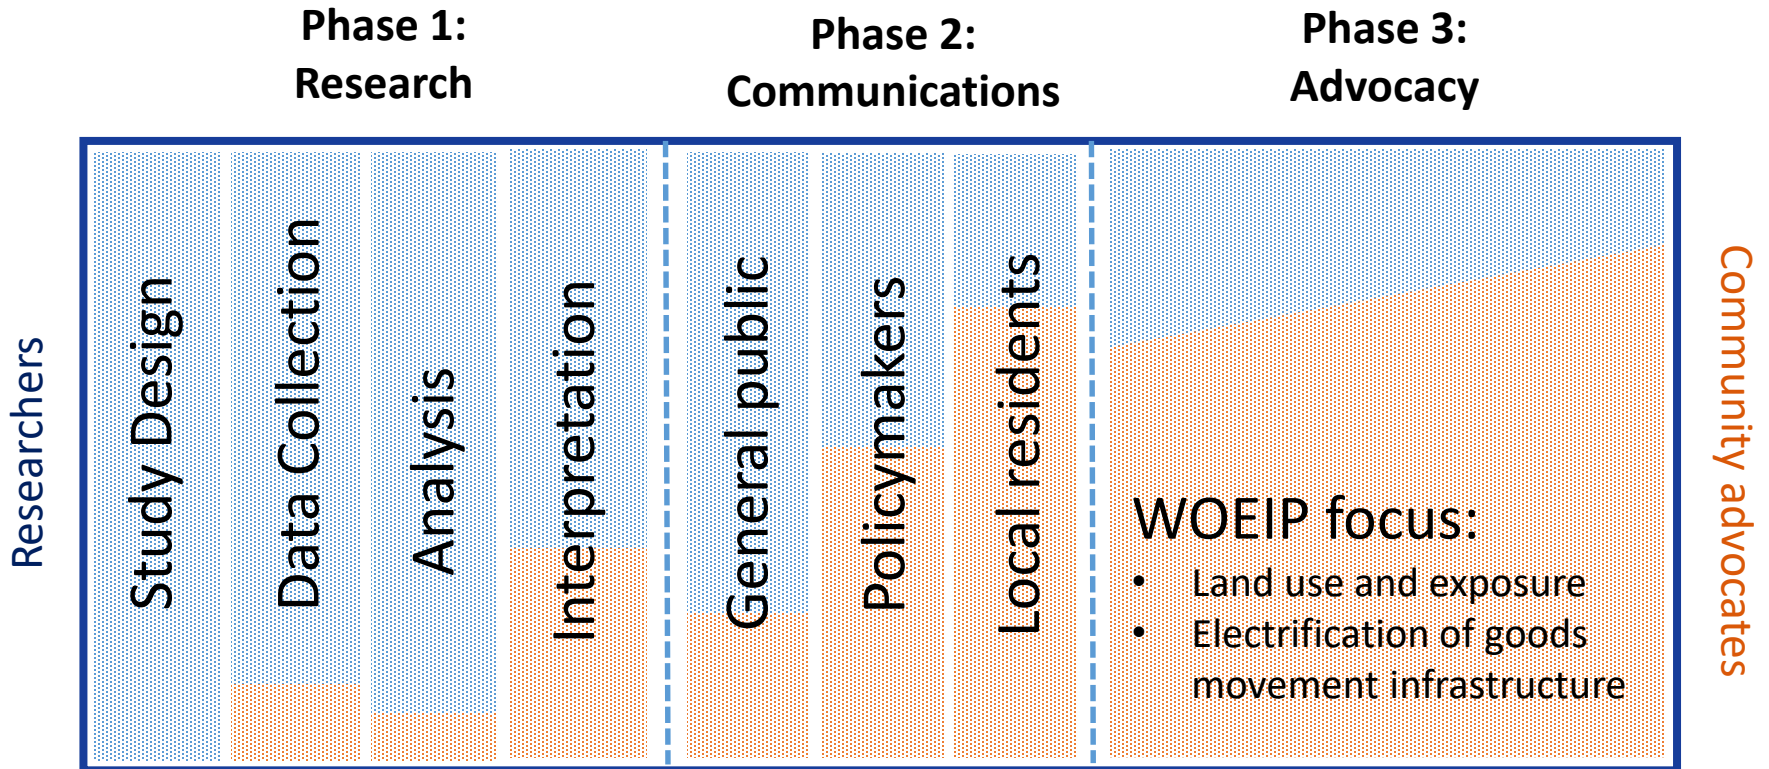 Phase 1:
Research
Phase 2:
Communications
Phase 3:
Advocacy
Researchers
Study Design
Data Collection
Analysis
Interpretation
General public
Policymakers
Local residents
WOEIP focus:
• Land use and exposure
• Electrification of goods
movement infrastructure
Community advocates